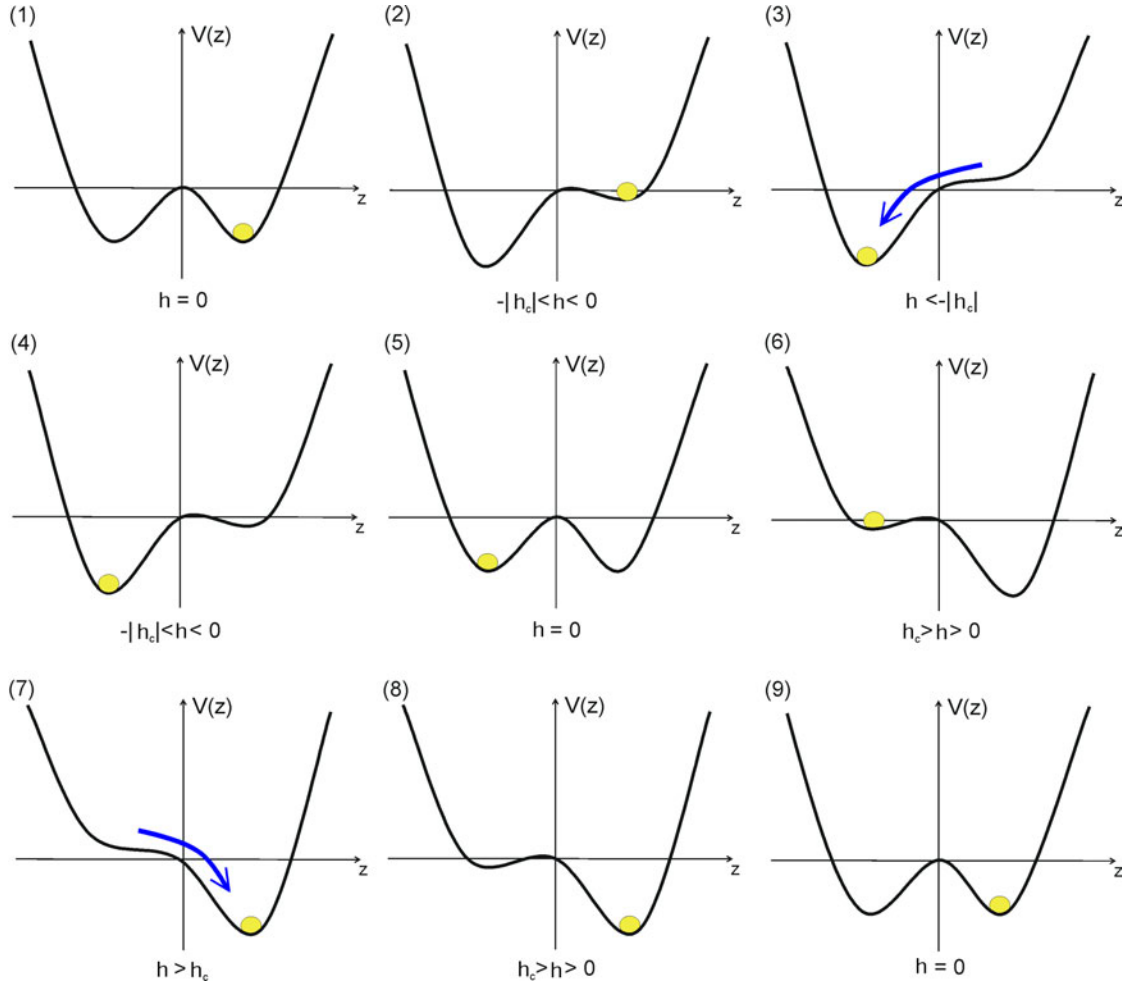 (1)
V(z)
z
h = 0
(2)
V(z)
z
-|h_c|<h< 0
(3)
V(z)
z
h <-|h_c|
(4)
V(z)
z
-|h_c|<h< 0
(5)
V(z)
z
h = 0
(6)
V(z)
z
h_c>h> 0
(7)
V(z)
z
h > h_c
(8)
V(z)
z
h_c>h> 0
(9)
V(z)
z
h = 0